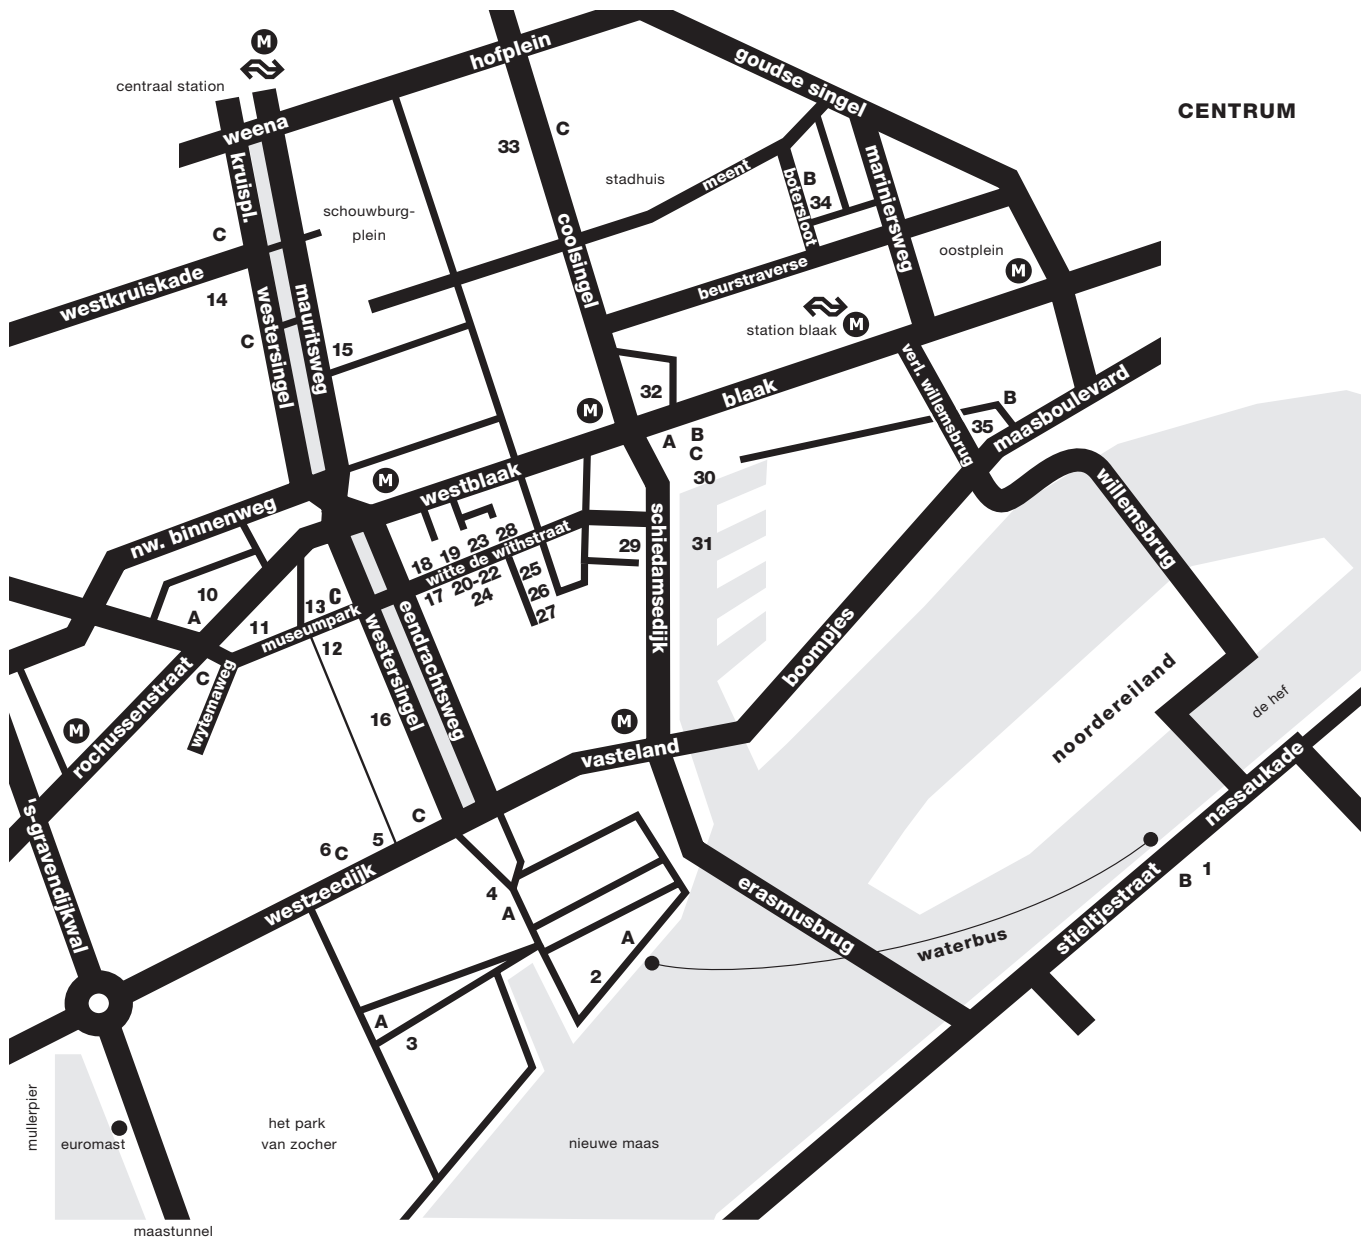 M
centraal station
hofplein
goudse singel
CENTRUM
weena
C
33
kruispl.
stadhuis
meent
mariniersweg
botersloot
B
34
schouwburg-
plein
C
coolsingel
oostplein
M
westkruiskade
14
beurstraverse
station blaak
M
westersingel
mauritsweg
C
15
verl. willemsbrug
32
blaak
M
B
35
maasboulevard
A
B
C
30
M
westblaak
nw. binnenweg
schiedamsedijk
willemsbrug
18
19
23
28
witte de withstraat
29
31
17
20-22
24
25
26
27
10
A
11
13
C
museumpark
12
westersingel
eendrachtsweg
boompjes
C
wytemaweg
rochussenstraat
M
16
M
vasteland
noordereiland
de hef
nassaukade
's-gravendijkwal
C
5
6
C
westzeedijk
4
A
erasmusbrug
B
1
stieltjestraat
waterbus
A
2
A
3
mullerpier
euromast
het park
van zocher
nieuwe maas
maastunnel